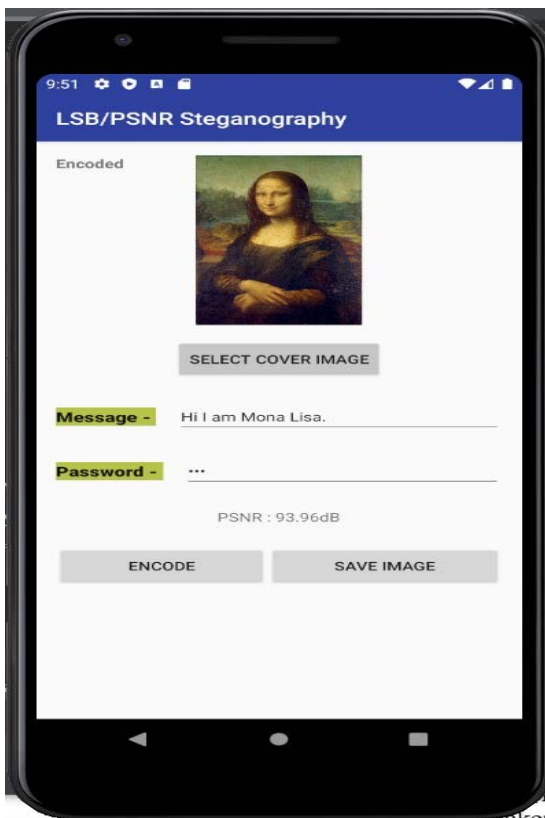 9:51
LSB/PSNR Steganography
Encoded
SELECT COVER IMAGE
Message - Hi I am Mona Lisa.
Password - •••
PSNR : 93.96dB
ENCODE SAVE IMAGE